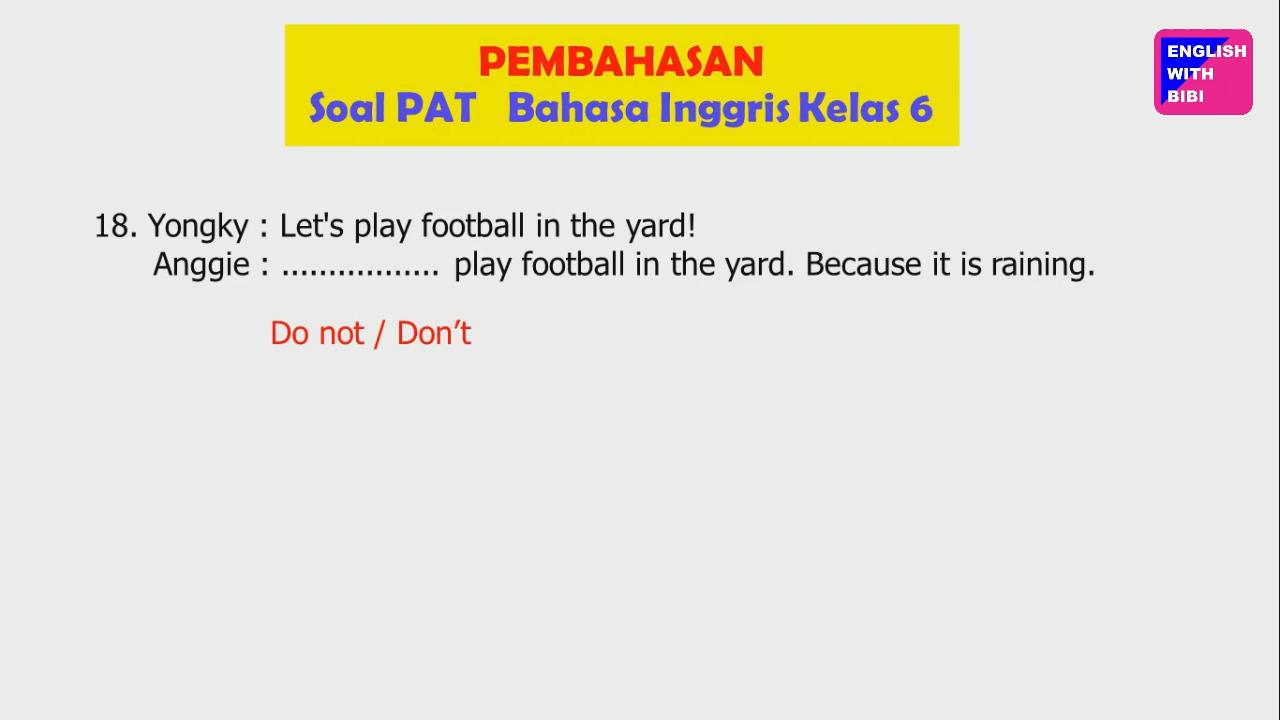 PEMBAHASAN
Soal PAT Bahasa Inggris Kelas 6
ENGLISH
WITH
BIBI
18. Yongky : Let's play football in the yard!
Anggie : ................. play football in the yard. Because it is raining.
Do not / Don’t